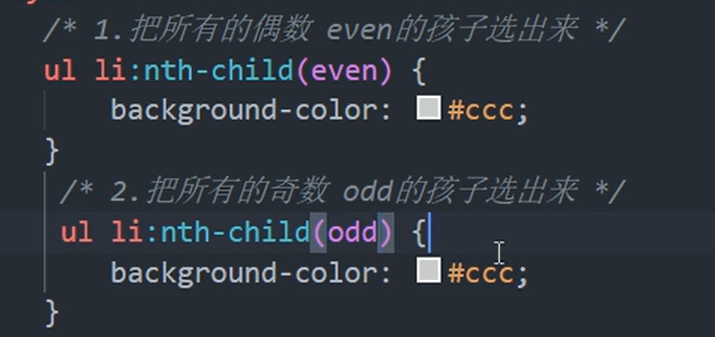 /* 1.把所有的偶数 even的孩子选出来 */
ul li:nth-child(even) {
background-color: #ccc;
}
/* 2.把所有的奇数 odd的孩子选出来 */
ul li:nth-child(odd) {
background-color: #ccc;
}